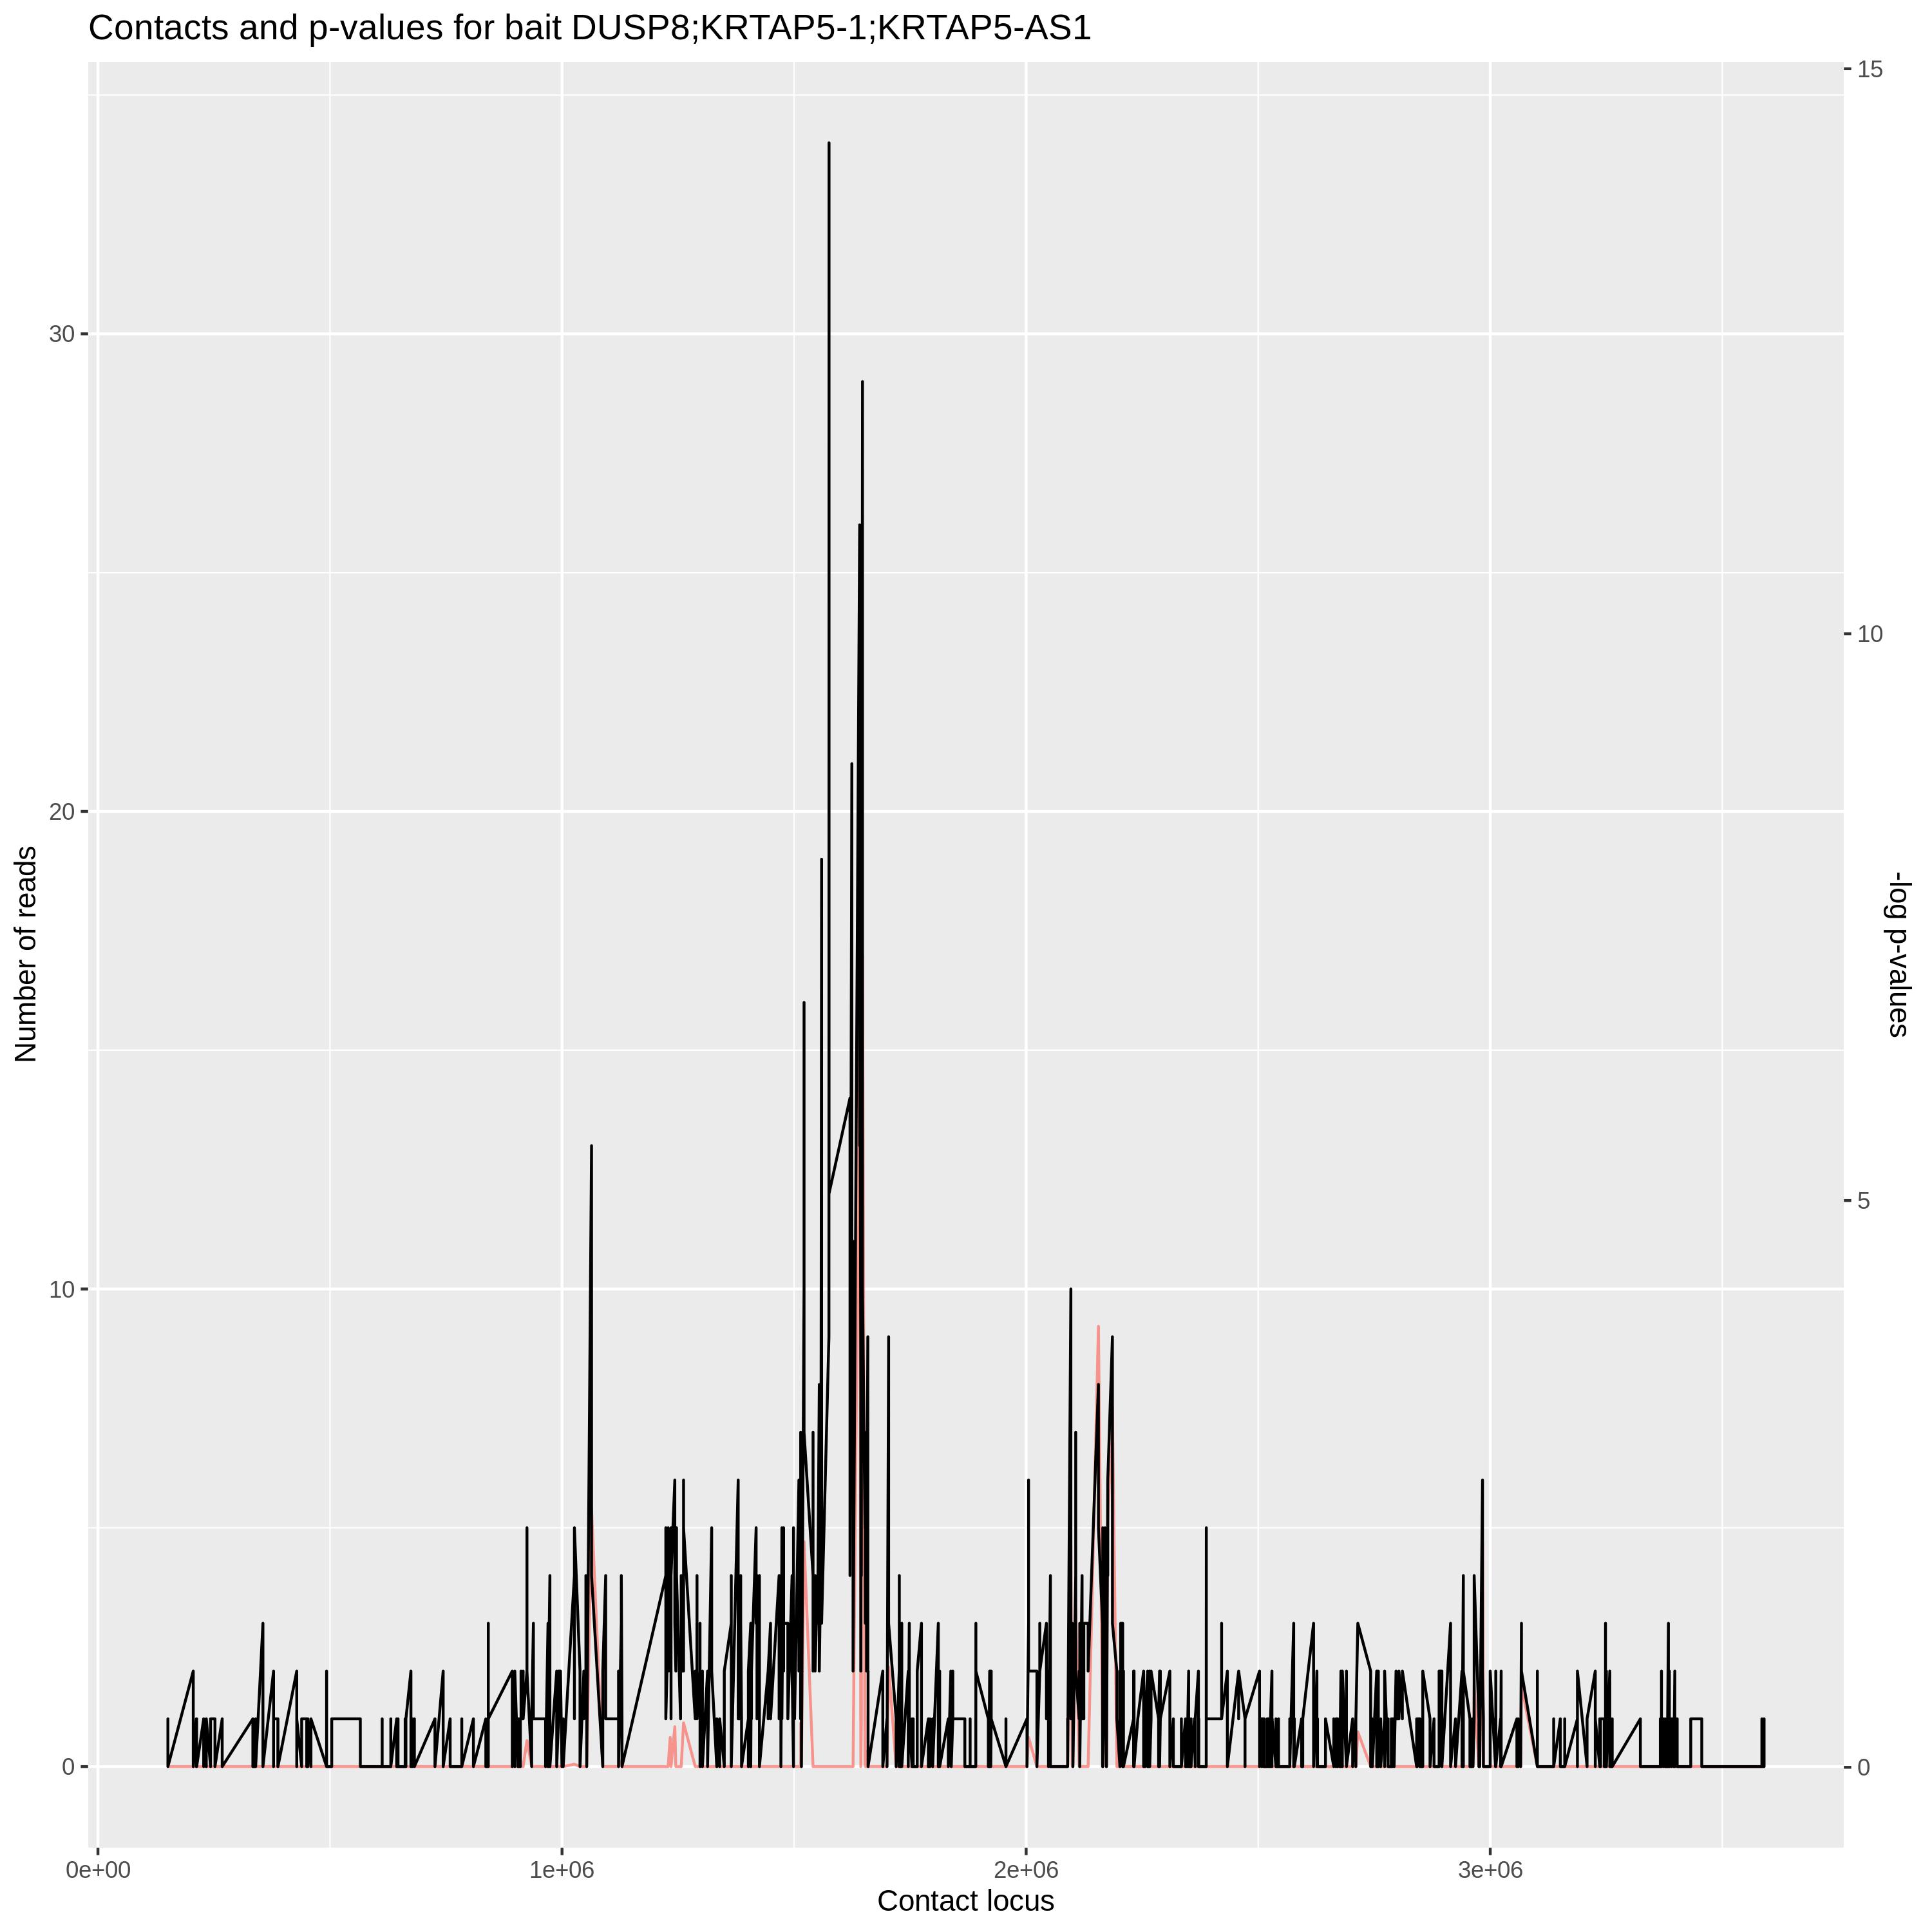 Contacts and p-values for bait DUSP8;KRTAP5-1;KRTAP5-AS1
15
30
10
20
5
10
0
0
Number of reads
-log p-values
0e+00
1e+06
2e+06
3e+06
Contact locus